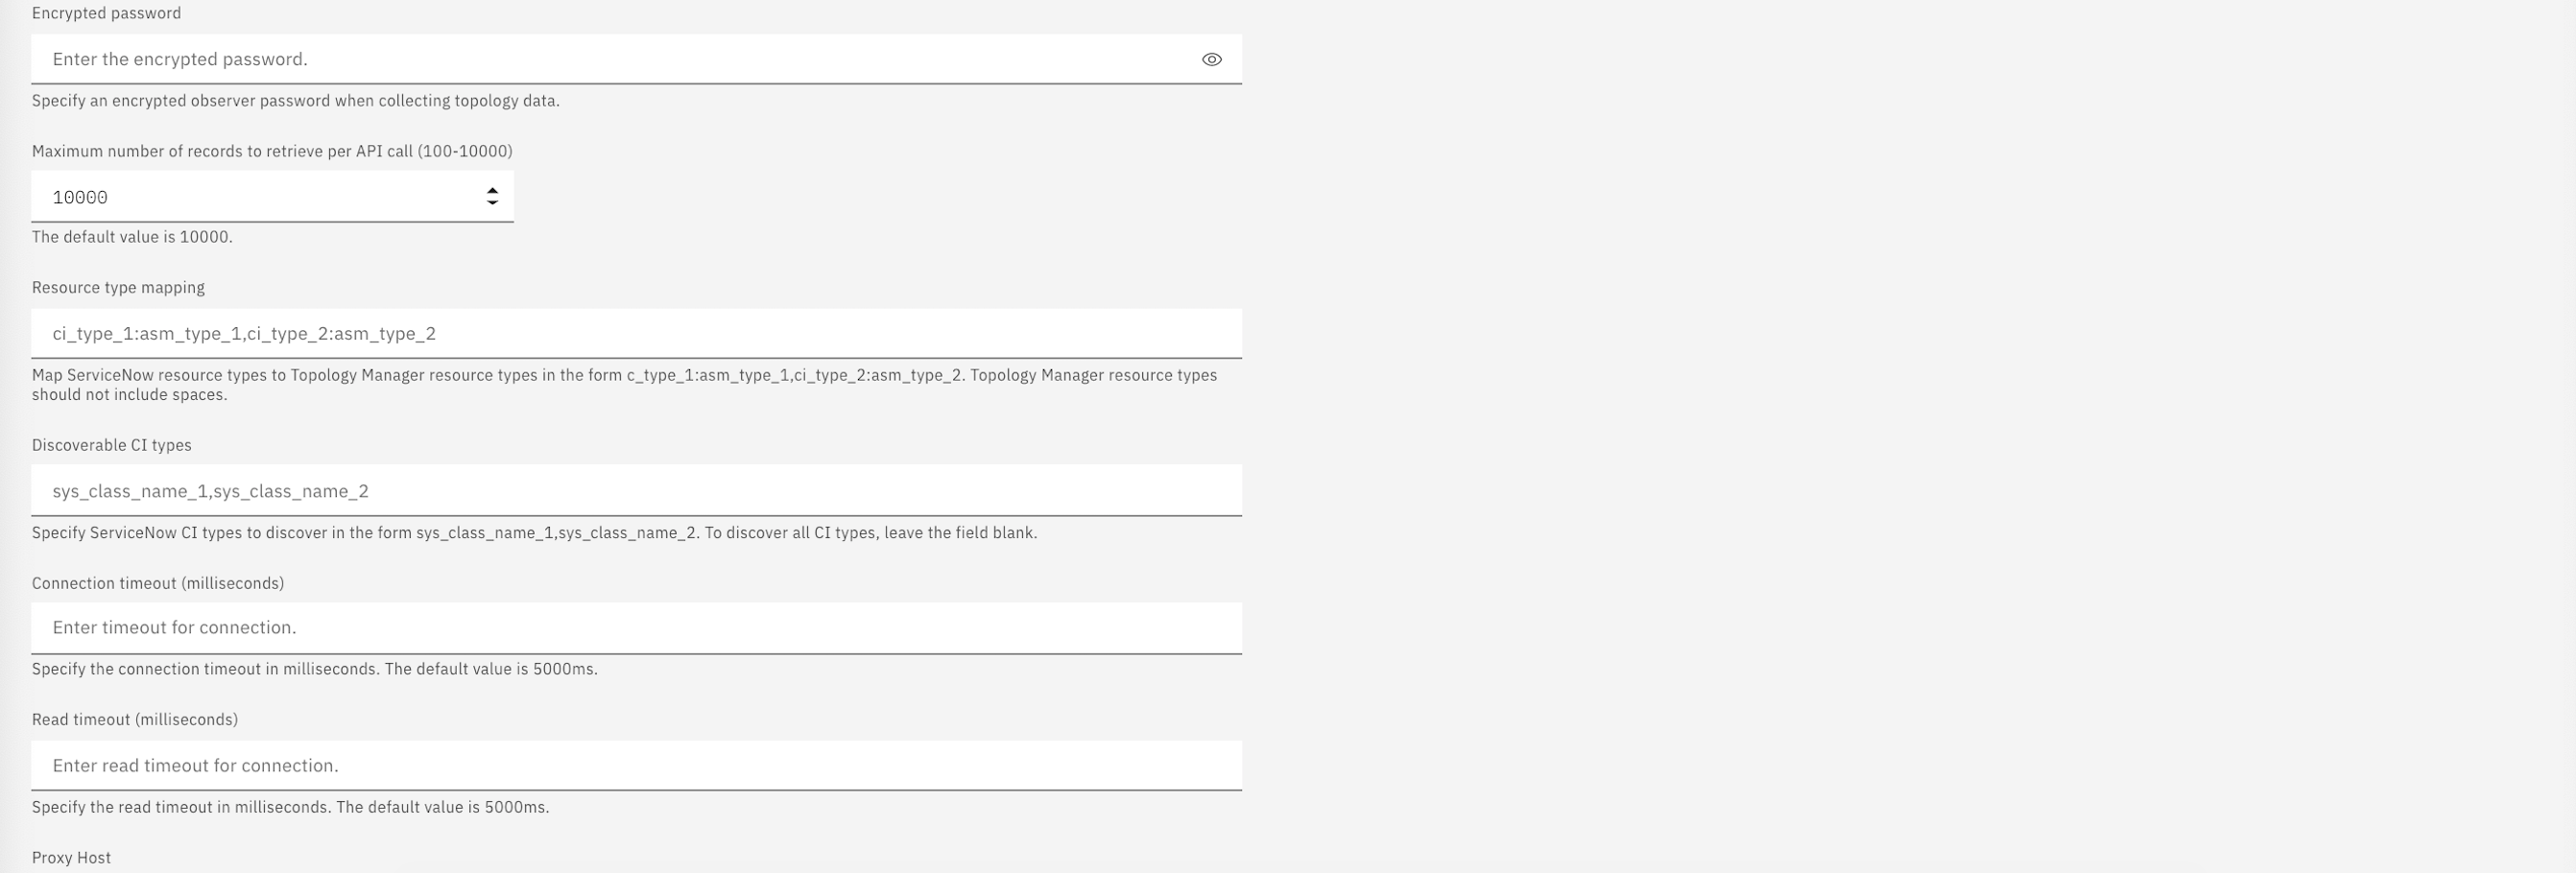 Encrypted password
Enter the encrypted password.
Specify an encrypted observer password when collecting topology data.
Maximum number of records to retrieve per API call (100-10000)
10000
The default value is 10000.
Resource type mapping
ci_type_1:asm_type_1,ci_type_2:asm_type_2
Map ServiceNow resource types to Topology Manager resource types in the form c_type_1:asm_type_1,ci_type_2:asm_type_2. Topology Manager resource types
should not include spaces.
Discoverable CI types
sys_class_name_1,sys_class_name_2
Specify ServiceNow CI types to discover in the form sys_class_name_1,sys_class_name_2. To discover all CI types, leave the field blank.
Connection timeout (milliseconds)
Enter timeout for connection.
Specify the connection timeout in milliseconds. The default value is 5000ms.
Read timeout (milliseconds)
Enter read timeout for connection.
Specify the read timeout in milliseconds. The default value is 5000ms.
Proxy Host